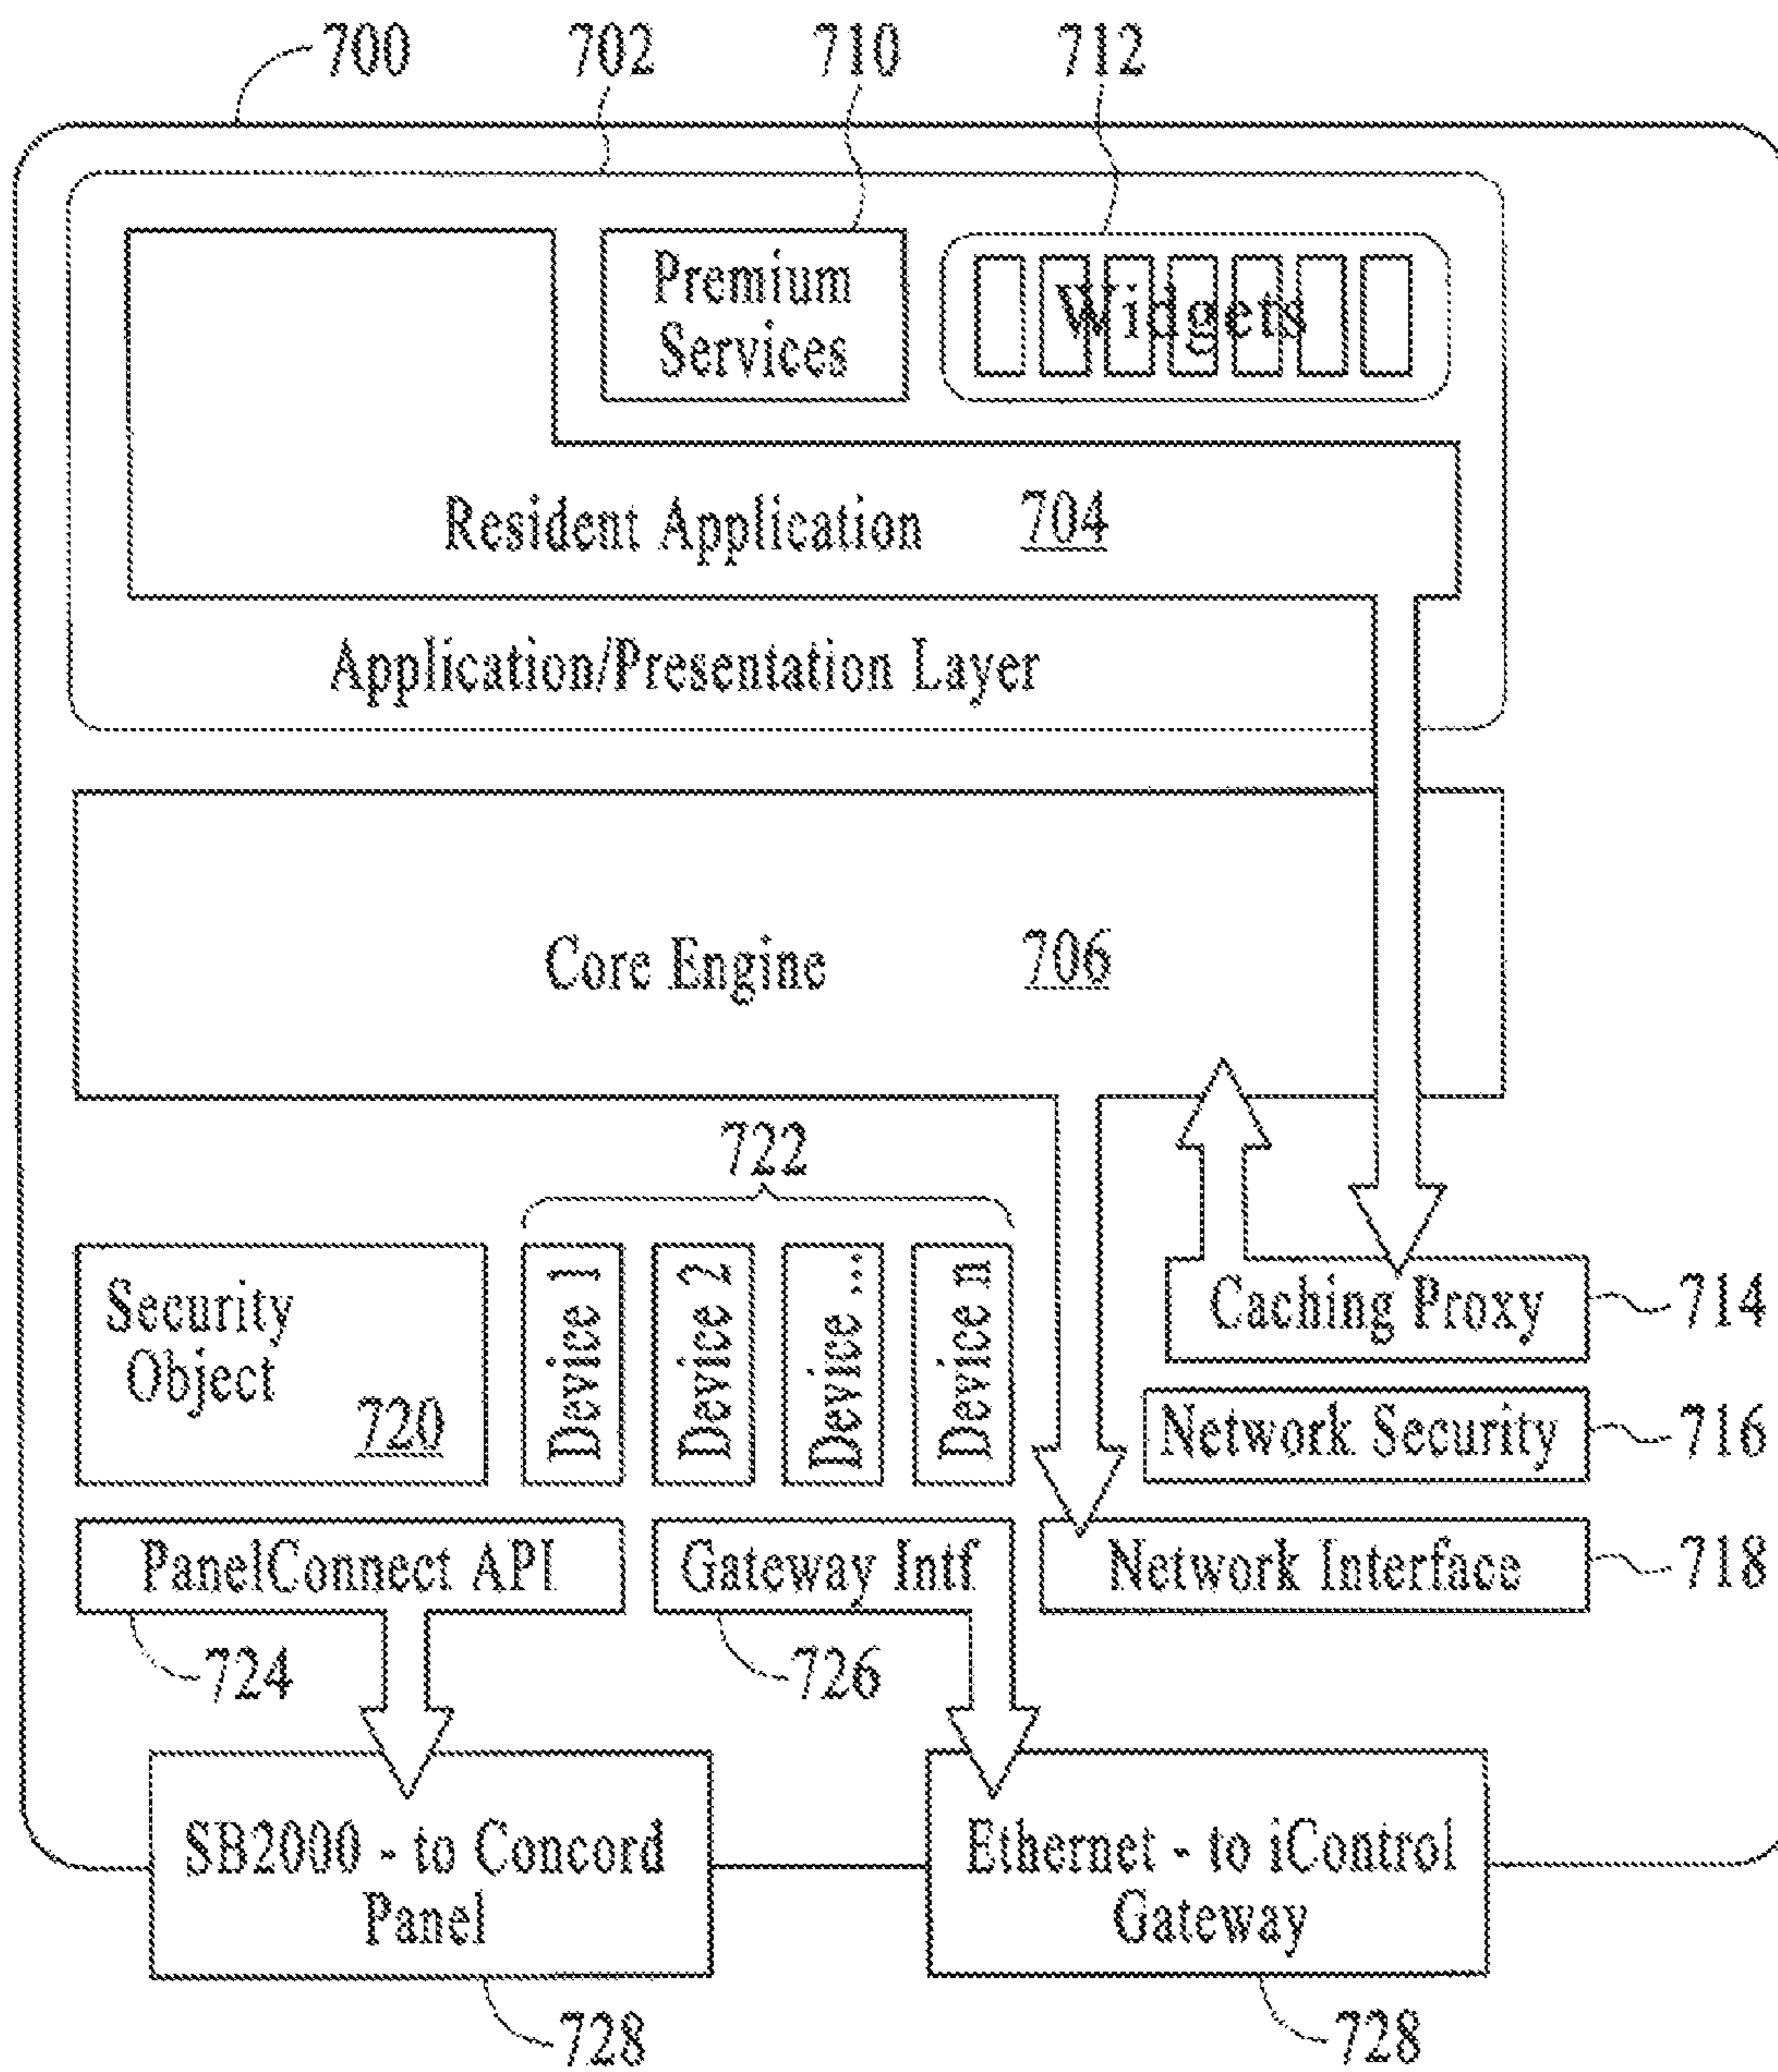 700
702
710
712
Premium
Services
Widgets
Resident Application 704
Application/Presentation Layer
Core Engine 706
722
Security
Object
720
Device 1
Device 2
Device ...
Device n
Caching Proxy
714
Network Security
716
PanelConnect API
Gateway Intf
Network Interface
718
724
726
SB2000 - to Concord
Panel
Ethernet - to iControl
Gateway
728
728